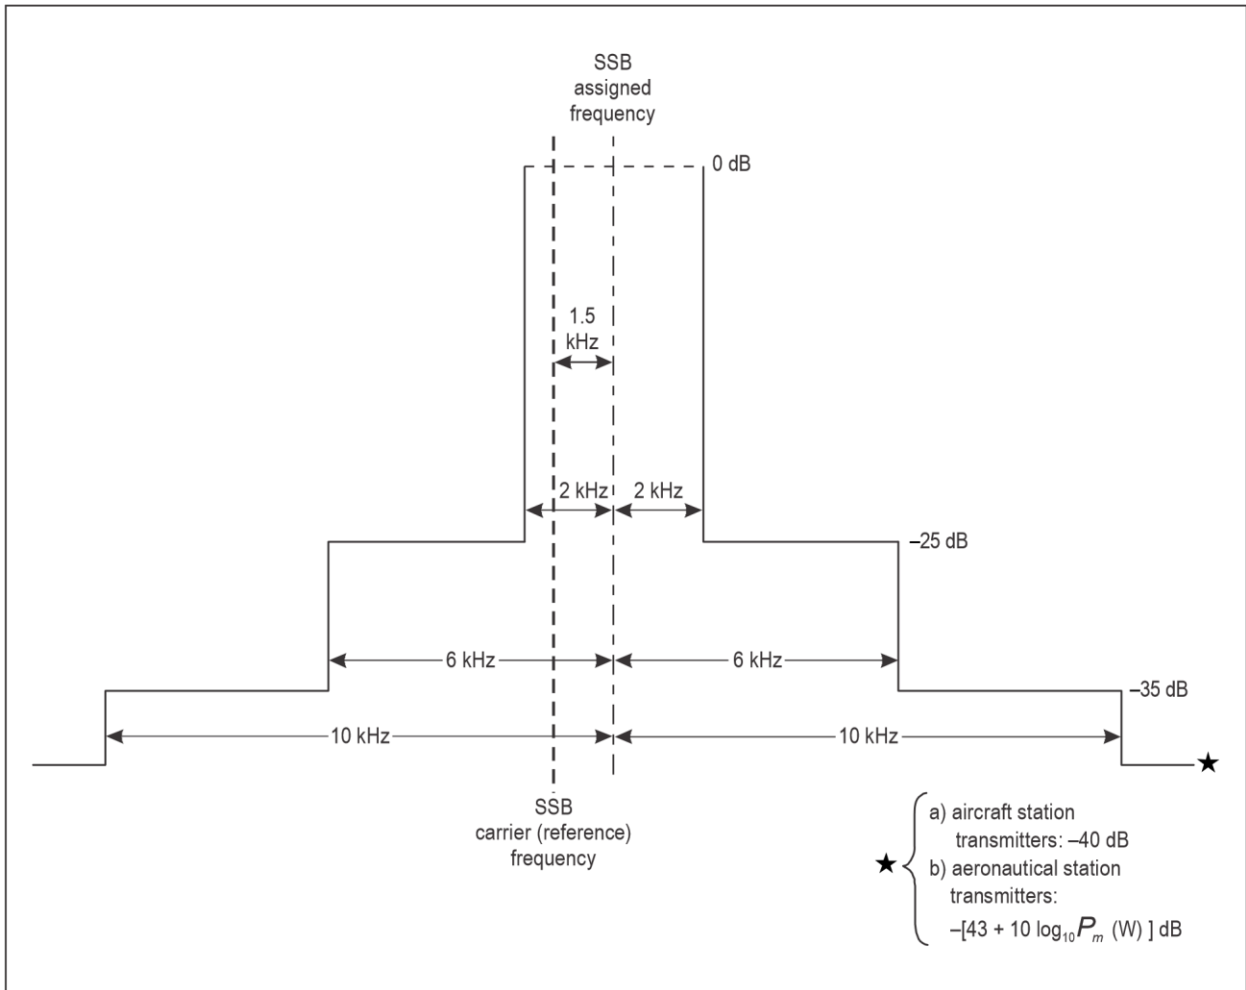 SSB
assigned
frequency
0 dB
1.5
kHz
2 kHz 2 kHz
–25 dB
6 kHz 6 kHz
–35 dB
10 kHz 10 kHz
SSB
carrier (reference)
frequency
★
★
a) aircraft station
transmitters: –40 dB
b) aeronautical station
transmitters:
–[43 + 10 log₁₀ Pₘ (W) ] dB